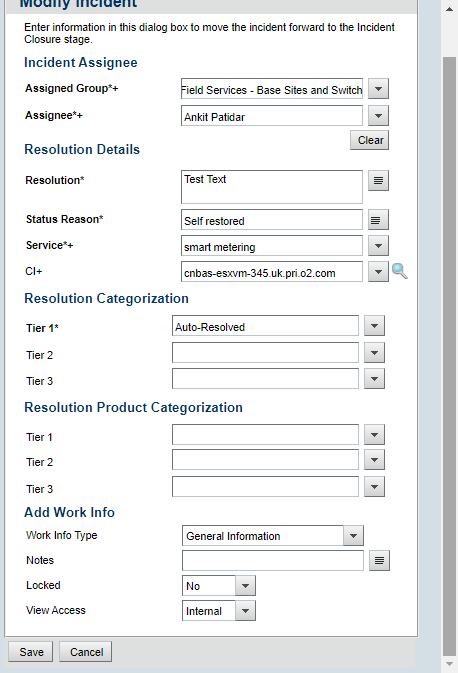 Modify Incident
Enter information in this dialog box to move the incident forward to the Incident
Closure stage.
Incident Assignee
Assigned Group*+ Field Services - Base Sites and Switch
Assignee*+ Ankit Patidar
Clear
Resolution Details
Resolution* Test Text
Status Reason* Self restored
Service*+ smart metering
CI+ cnbas-esxvm-345.uk.pri.o2.com
Resolution Categorization
Tier 1* Auto-Resolved
Tier 2
Tier 3
Resolution Product Categorization
Tier 1
Tier 2
Tier 3
Add Work Info
Work Info Type General Information
Notes
Locked No
View Access Internal
Save Cancel